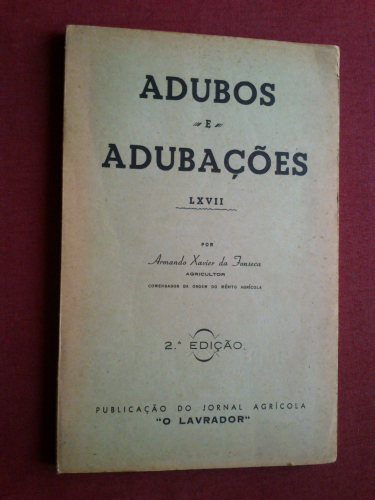 ADUBOS
E
ADUBAÇÕES
LXVII
POR
Armando Xavier da Fonseca
AGRICULTOR
COMENDADOR DA ORDEM DO MÉRITO AGRÍCOLA
2.ª EDIÇÃO
PUBLICAÇÃO DO JORNAL AGRÍCOLA
"O LAVRADOR"